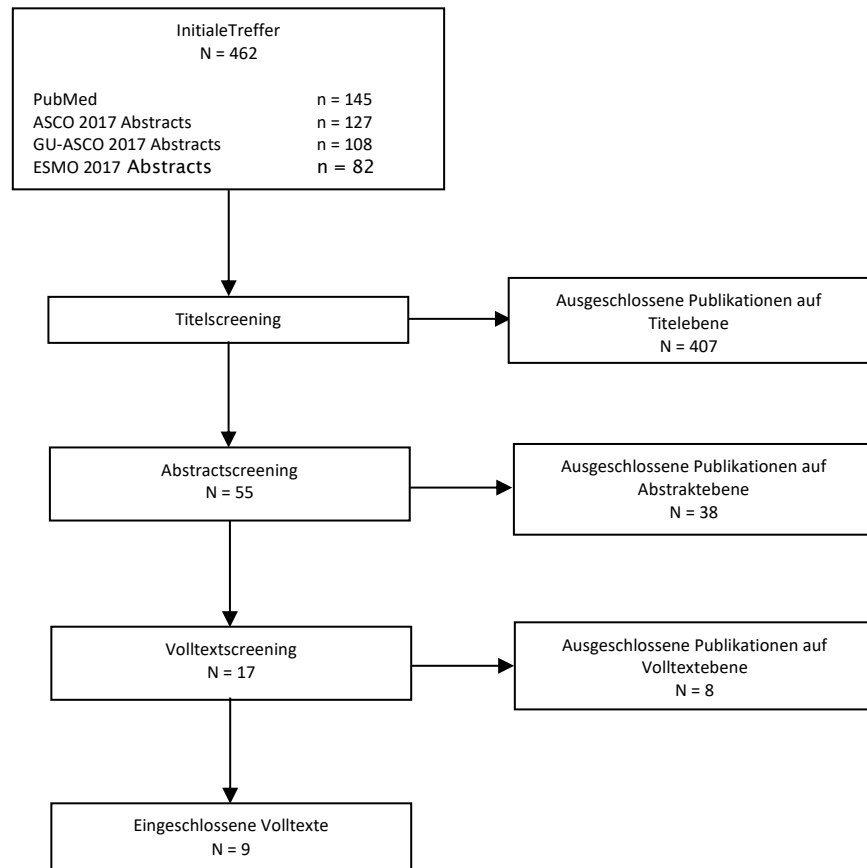 InitialeTreffer
N = 462
PubMed n = 145
ASCO 2017 Abstracts n = 127
GU-ASCO 2017 Abstracts n = 108
ESMO 2017 Abstracts n = 82
Titelscreening
Ausgeschlossene Publikationen auf
Titelebene
N = 407
Abstractscreening
N = 55
Ausgeschlossene Publikationen auf
Abstraktebene
N = 38
Volltextscreening
N = 17
Ausgeschlossene Publikationen auf
Volltextebene
N = 8
Eingeschlossene Volltexte
N = 9